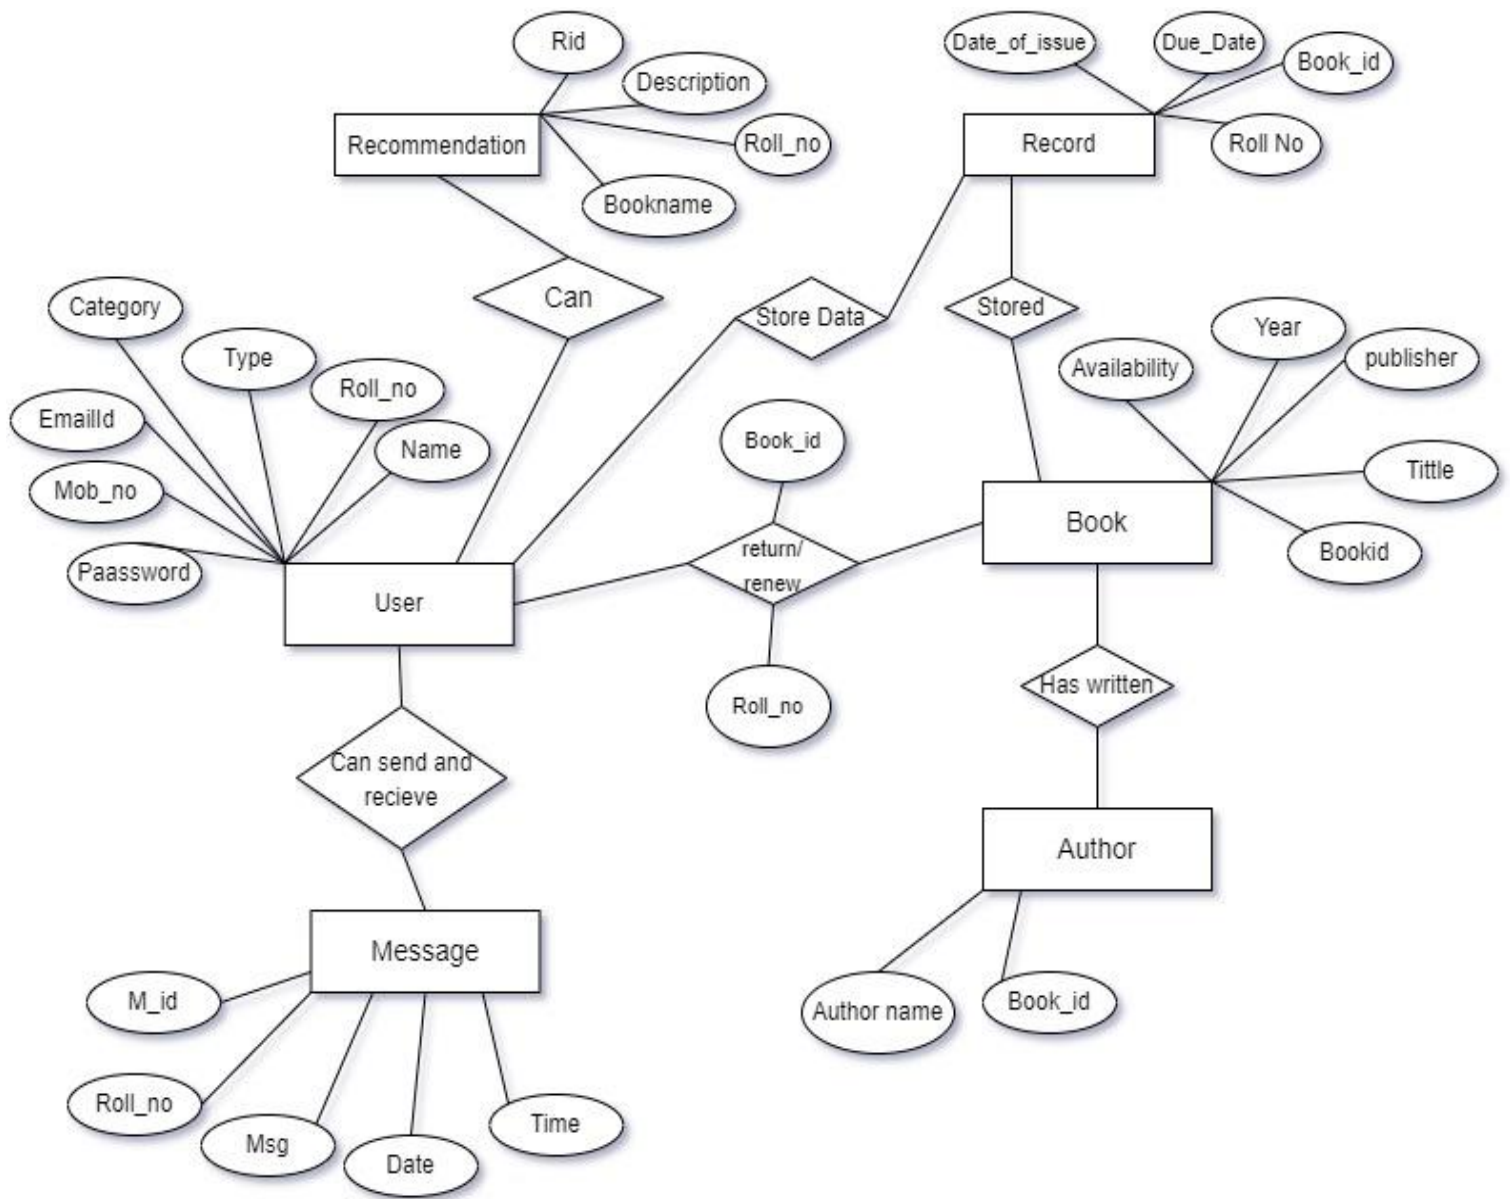 Rid
Date_of_issue
Due_Date
Book_id
Description
Recommendation
Roll_no
Record
Roll No
Bookname
Category
Can
Store Data
Stored
Year
Type
Availability
publisher
Roll_no
EmailId
Name
Book_id
Tittle
Mob_no
Book
return/
renew
Bookid
Paassword
User
Has written
Roll_no
Can send and
recieve
Author
Message
M_id
Author name
Book_id
Roll_no
Msg
Date
Time